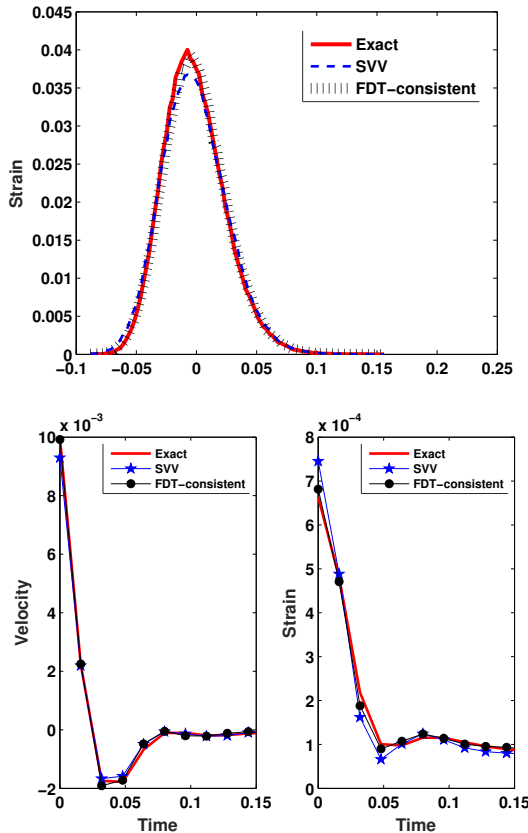 0.045
0.04
0.035
0.03
0.025
0.02
0.015
0.01
0.005
0
Strain
Exact
SVV
FDT−consistent
−0.1 −0.05 0 0.05 0.1 0.15 0.2 0.25
x 10⁻³
10
8
6
4
2
0
−2
Velocity
Exact
SVV
FDT−consistent
0 0.05 0.1 0.15
Time
x 10⁻⁴
8
7
6
5
4
3
2
1
0
Strain
Exact
SVV
FDT−consistent
0 0.05 0.1 0.15
Time